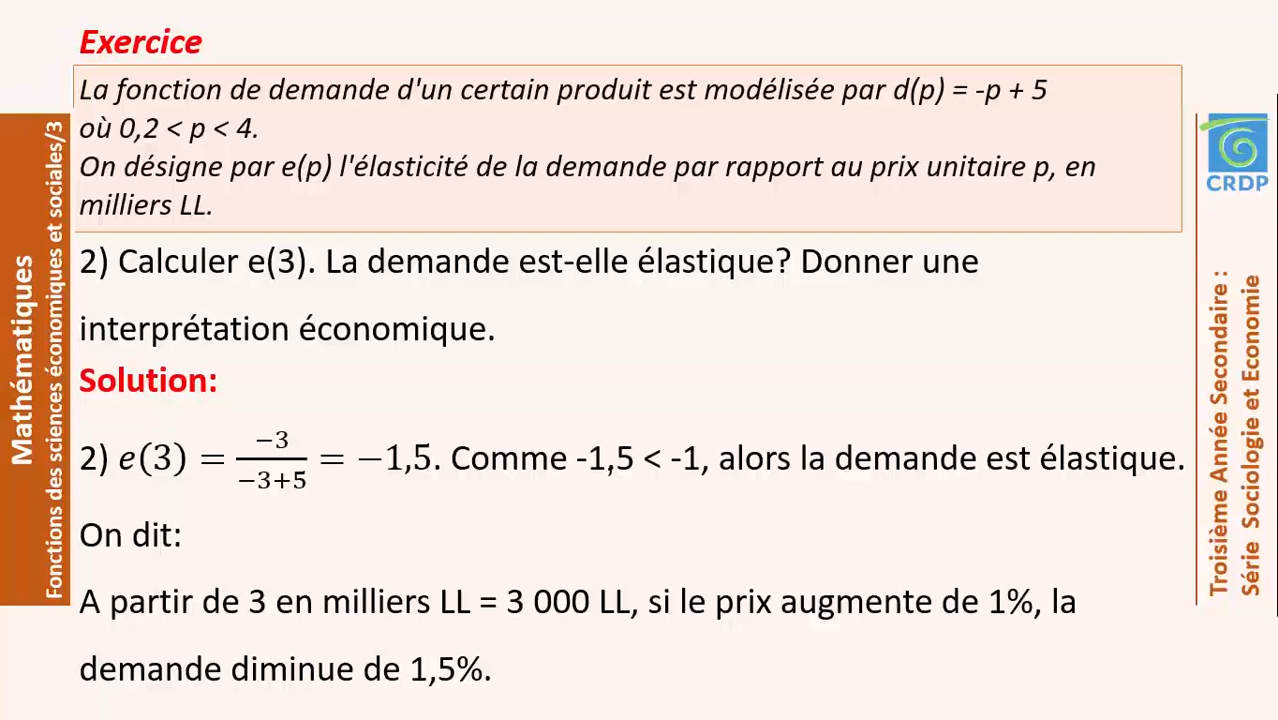 Exercice
La fonction de demande d'un certain produit est modélisée par d(p) = -p + 5
où 0,2 < p < 4.
On désigne par e(p) l'élasticité de la demande par rapport au prix unitaire p, en
milliers LL.
2) Calculer e(3). La demande est-elle élastique? Donner une
interprétation économique.
Solution:
2) e(3) = −3/(−3+5) = −1,5. Comme -1,5 < -1, alors la demande est élastique.
On dit:
A partir de 3 en milliers LL = 3 000 LL, si le prix augmente de 1%, la
demande diminue de 1,5%.
Mathématiques
Fonctions des sciences économiques et sociales/3
CRDP
Troisième Année Secondaire :
Série Sociologie et Economie